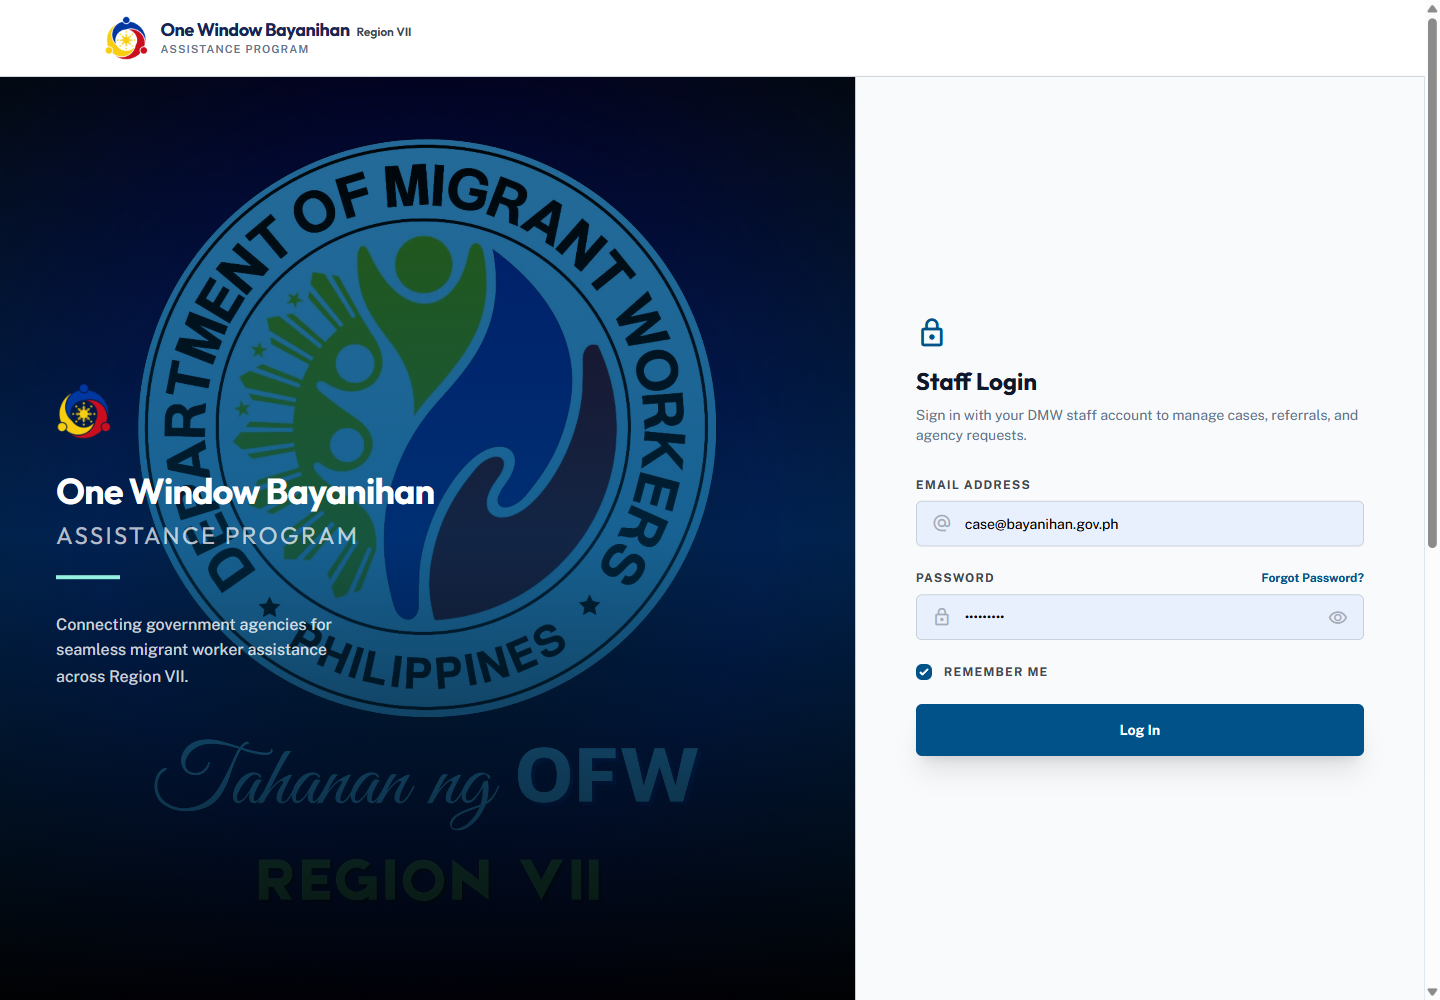 One Window Bayanihan Region VII
ASSISTANCE PROGRAM
DEPARTMENT OF MIGRANT WORKERS
PHILIPPINES
One Window Bayanihan
ASSISTANCE PROGRAM
Connecting government agencies for
seamless migrant worker assistance
across Region VII.
Tahanan ng OFW
REGION VII
Staff Login
Sign in with your DMW staff account to manage cases, referrals, and
agency requests.
EMAIL ADDRESS
case@bayanihan.gov.ph
PASSWORD Forgot Password?
•••••••••
REMEMBER ME
Log In